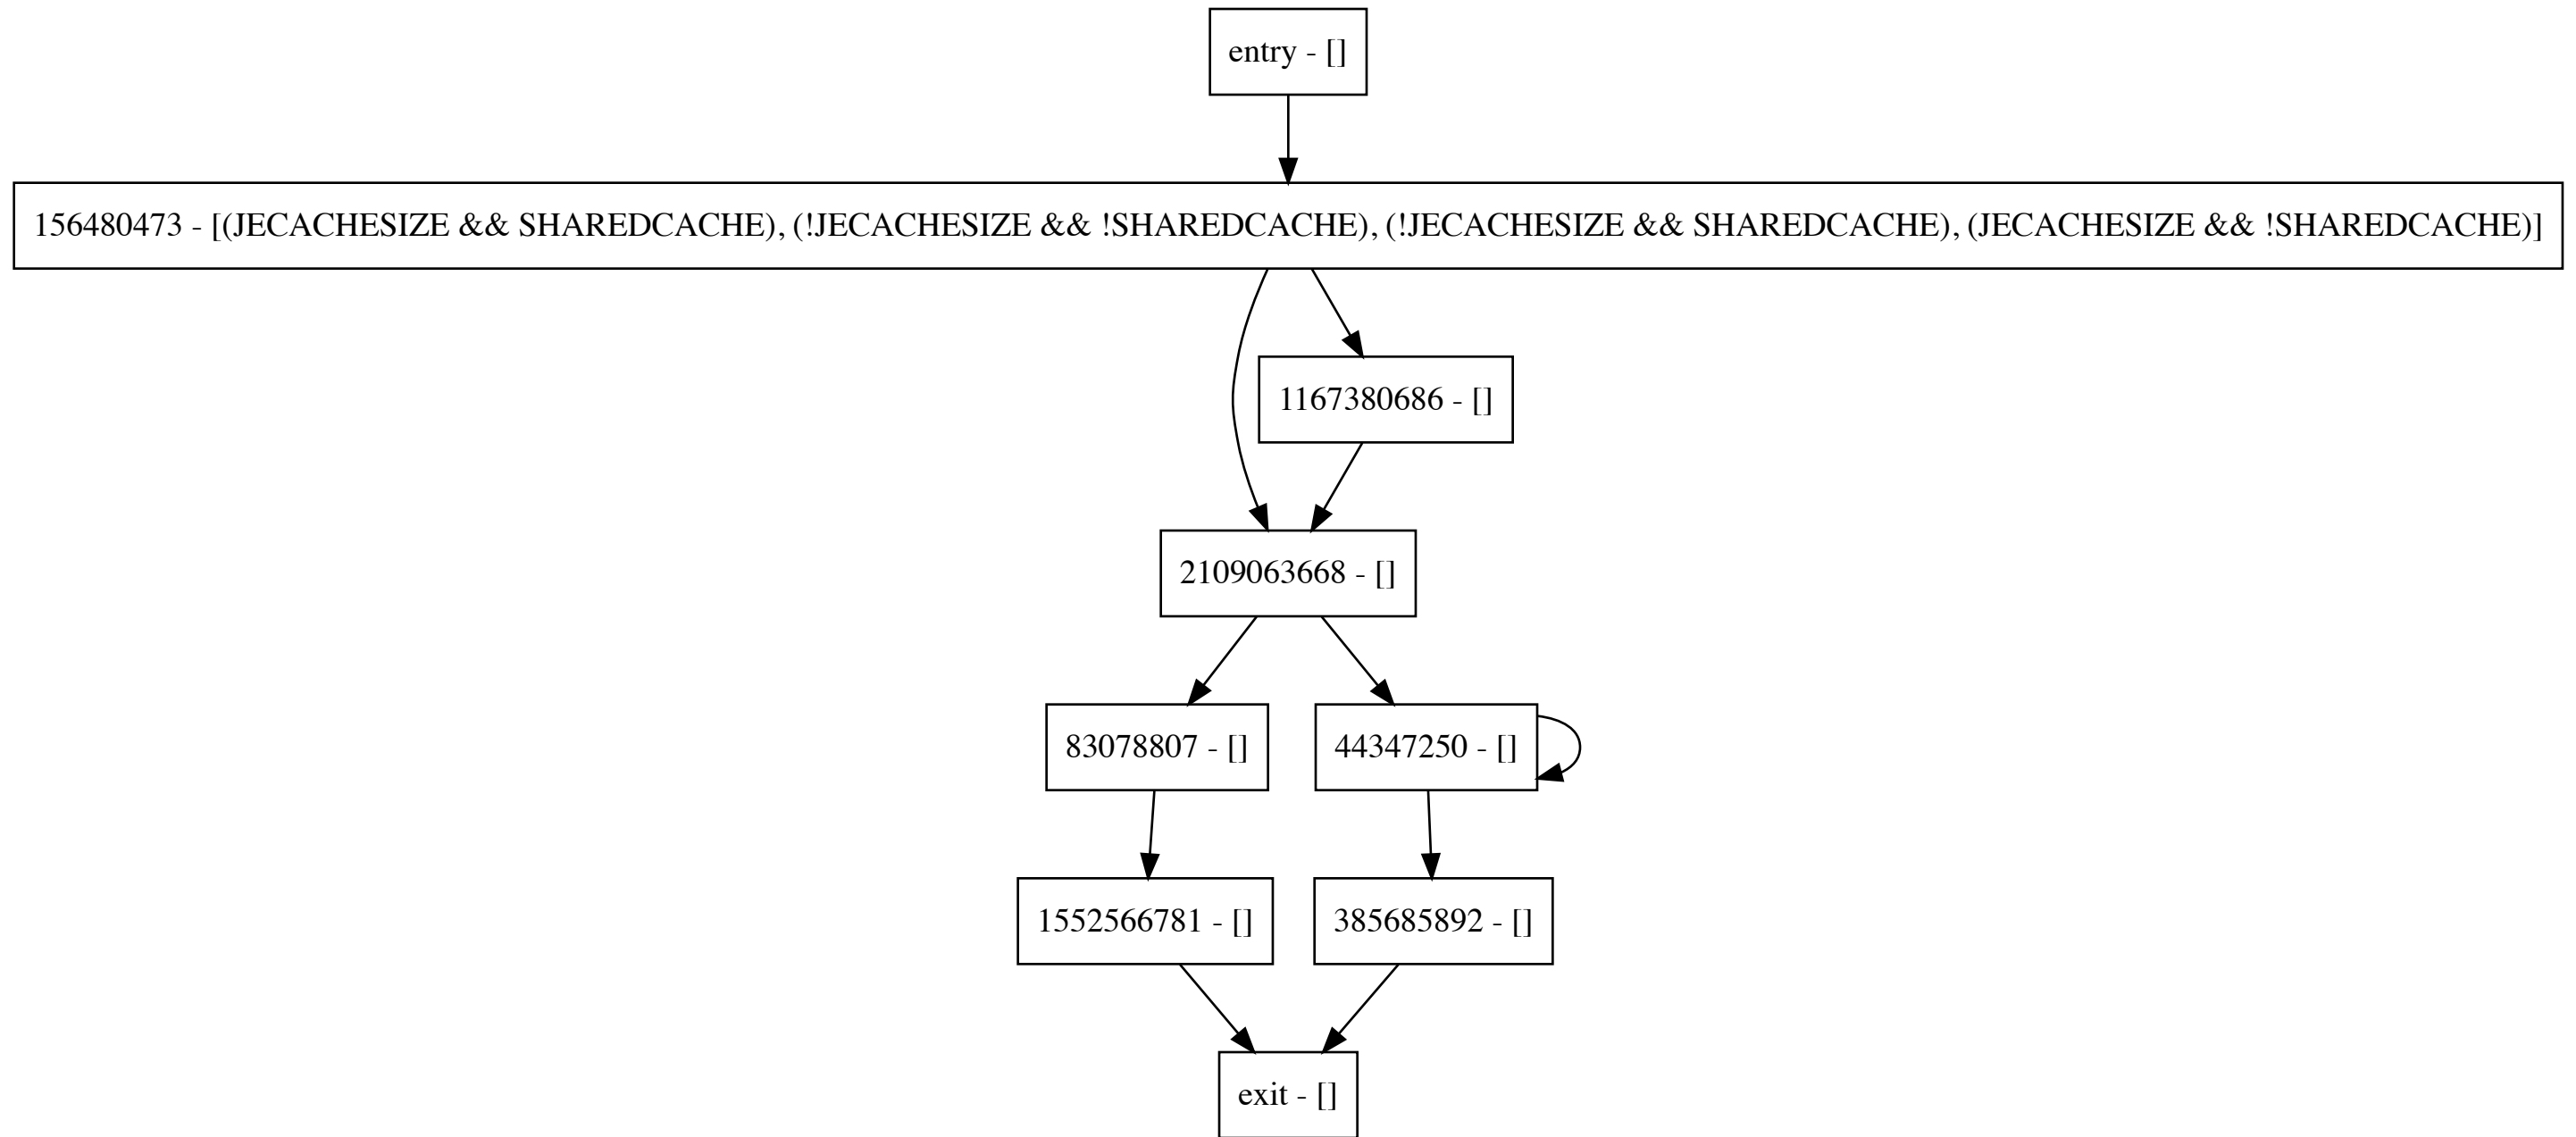 entry - []
156480473 - [(JECACHESIZE && SHAREDCACHE), (!JECACHESIZE && !SHAREDCACHE), (!JECACHESIZE && SHAREDCACHE), (JECACHESIZE && !SHAREDCACHE)]
1167380686 - []
2109063668 - []
83078807 - []
44347250 - []
1552566781 - []
385685892 - []
exit - []